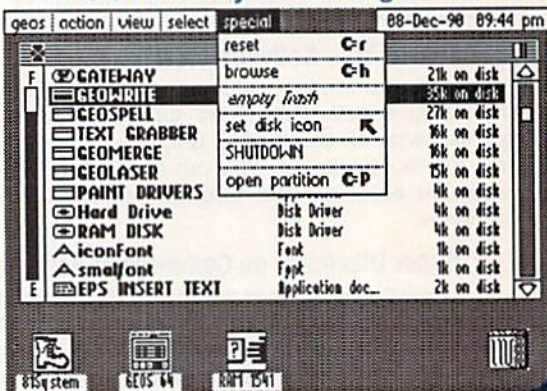 geos action view select special 08-Dec-90 09:44 pm
reset C=r
browse C=h
empty Trash
set disk icon
SHUTDOWN
open partition C=P
F GATEWAY 21k on disk
GEOWRITE 35k on disk
GEOSPELL 27k on disk
TEXT GRABBER 16k on disk
GEOMERGE 16k on disk
GEOLASER 15k on disk
PAINT DRIVERS 4k on disk
Hard Drive Disk Driver 4k on disk
RAM DISK Disk Driver 4k on disk
iconFont Font 1k on disk
smallfont Font 1k on disk
E EPS INSERT TEXT Application doc... 2k on disk
81System GEOS 64 RAM 1541